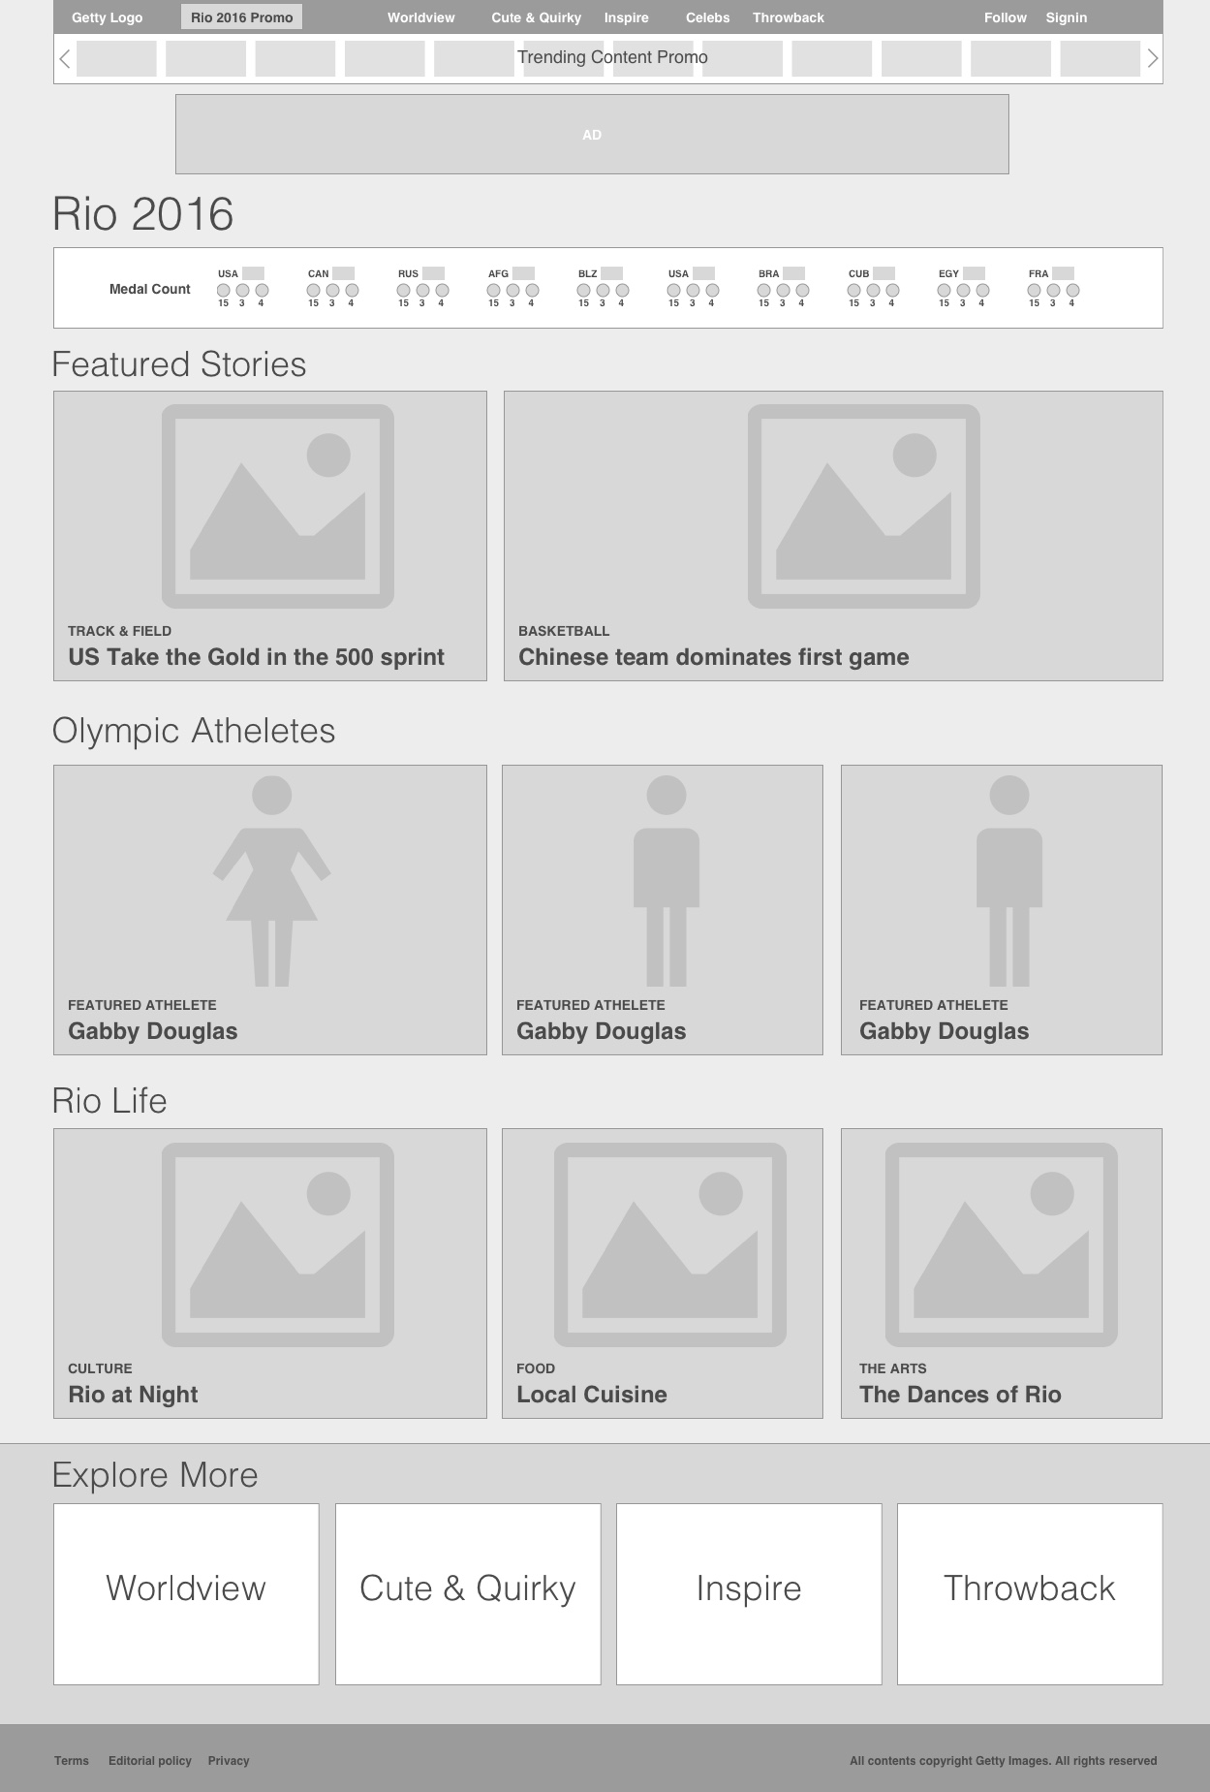 Getty Logo Rio 2016 Promo Worldview Cute & Quirky Inspire Celebs Throwback Follow Signin
Trending Content Promo
AD
Rio 2016
USA CAN RUS AFG BLZ USA BRA CUB EGY FRA
Medal Count
15 3 4 15 3 4 15 3 4 15 3 4 15 3 4 15 3 4 15 3 4 15 3 4 15 3 4 15 3 4
Featured Stories
TRACK & FIELD
US Take the Gold in the 500 sprint
BASKETBALL
Chinese team dominates first game
Olympic Atheletes
FEATURED ATHELETE
Gabby Douglas
FEATURED ATHELETE
Gabby Douglas
FEATURED ATHELETE
Gabby Douglas
Rio Life
CULTURE
Rio at Night
FOOD
Local Cuisine
THE ARTS
The Dances of Rio
Explore More
Worldview
Cute & Quirky
Inspire
Throwback
Terms Editorial policy Privacy
All contents copyright Getty Images. All rights reserved